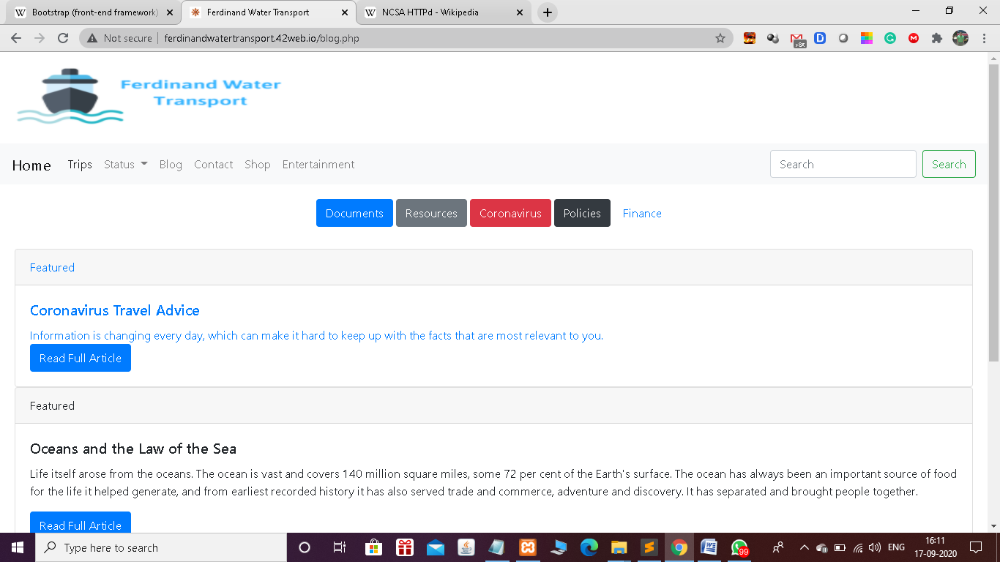 Bootstrap (front-end framework)
Ferdinand Water Transport
NCSA HTTPd - Wikipedia
Not secure
ferdinandwatertransport.42web.io/blog.php
Ferdinand Water
Transport
Home Trips Status Blog Contact Shop Entertainment Search Search
Documents Resources Coronavirus Policies Finance
Featured
Coronavirus Travel Advice
Information is changing every day, which can make it hard to keep up with the facts that are most relevant to you.
Read Full Article
Featured
Oceans and the Law of the Sea
Life itself arose from the oceans. The ocean is vast and covers 140 million square miles, some 72 per cent of the Earth's surface. The ocean has always been an important source of food
for the life it helped generate, and from earliest recorded history it has also served trade and commerce, adventure and discovery. It has separated and brought people together.
Read Full Article
Type here to search
99
ENG
16:11
17-09-2020